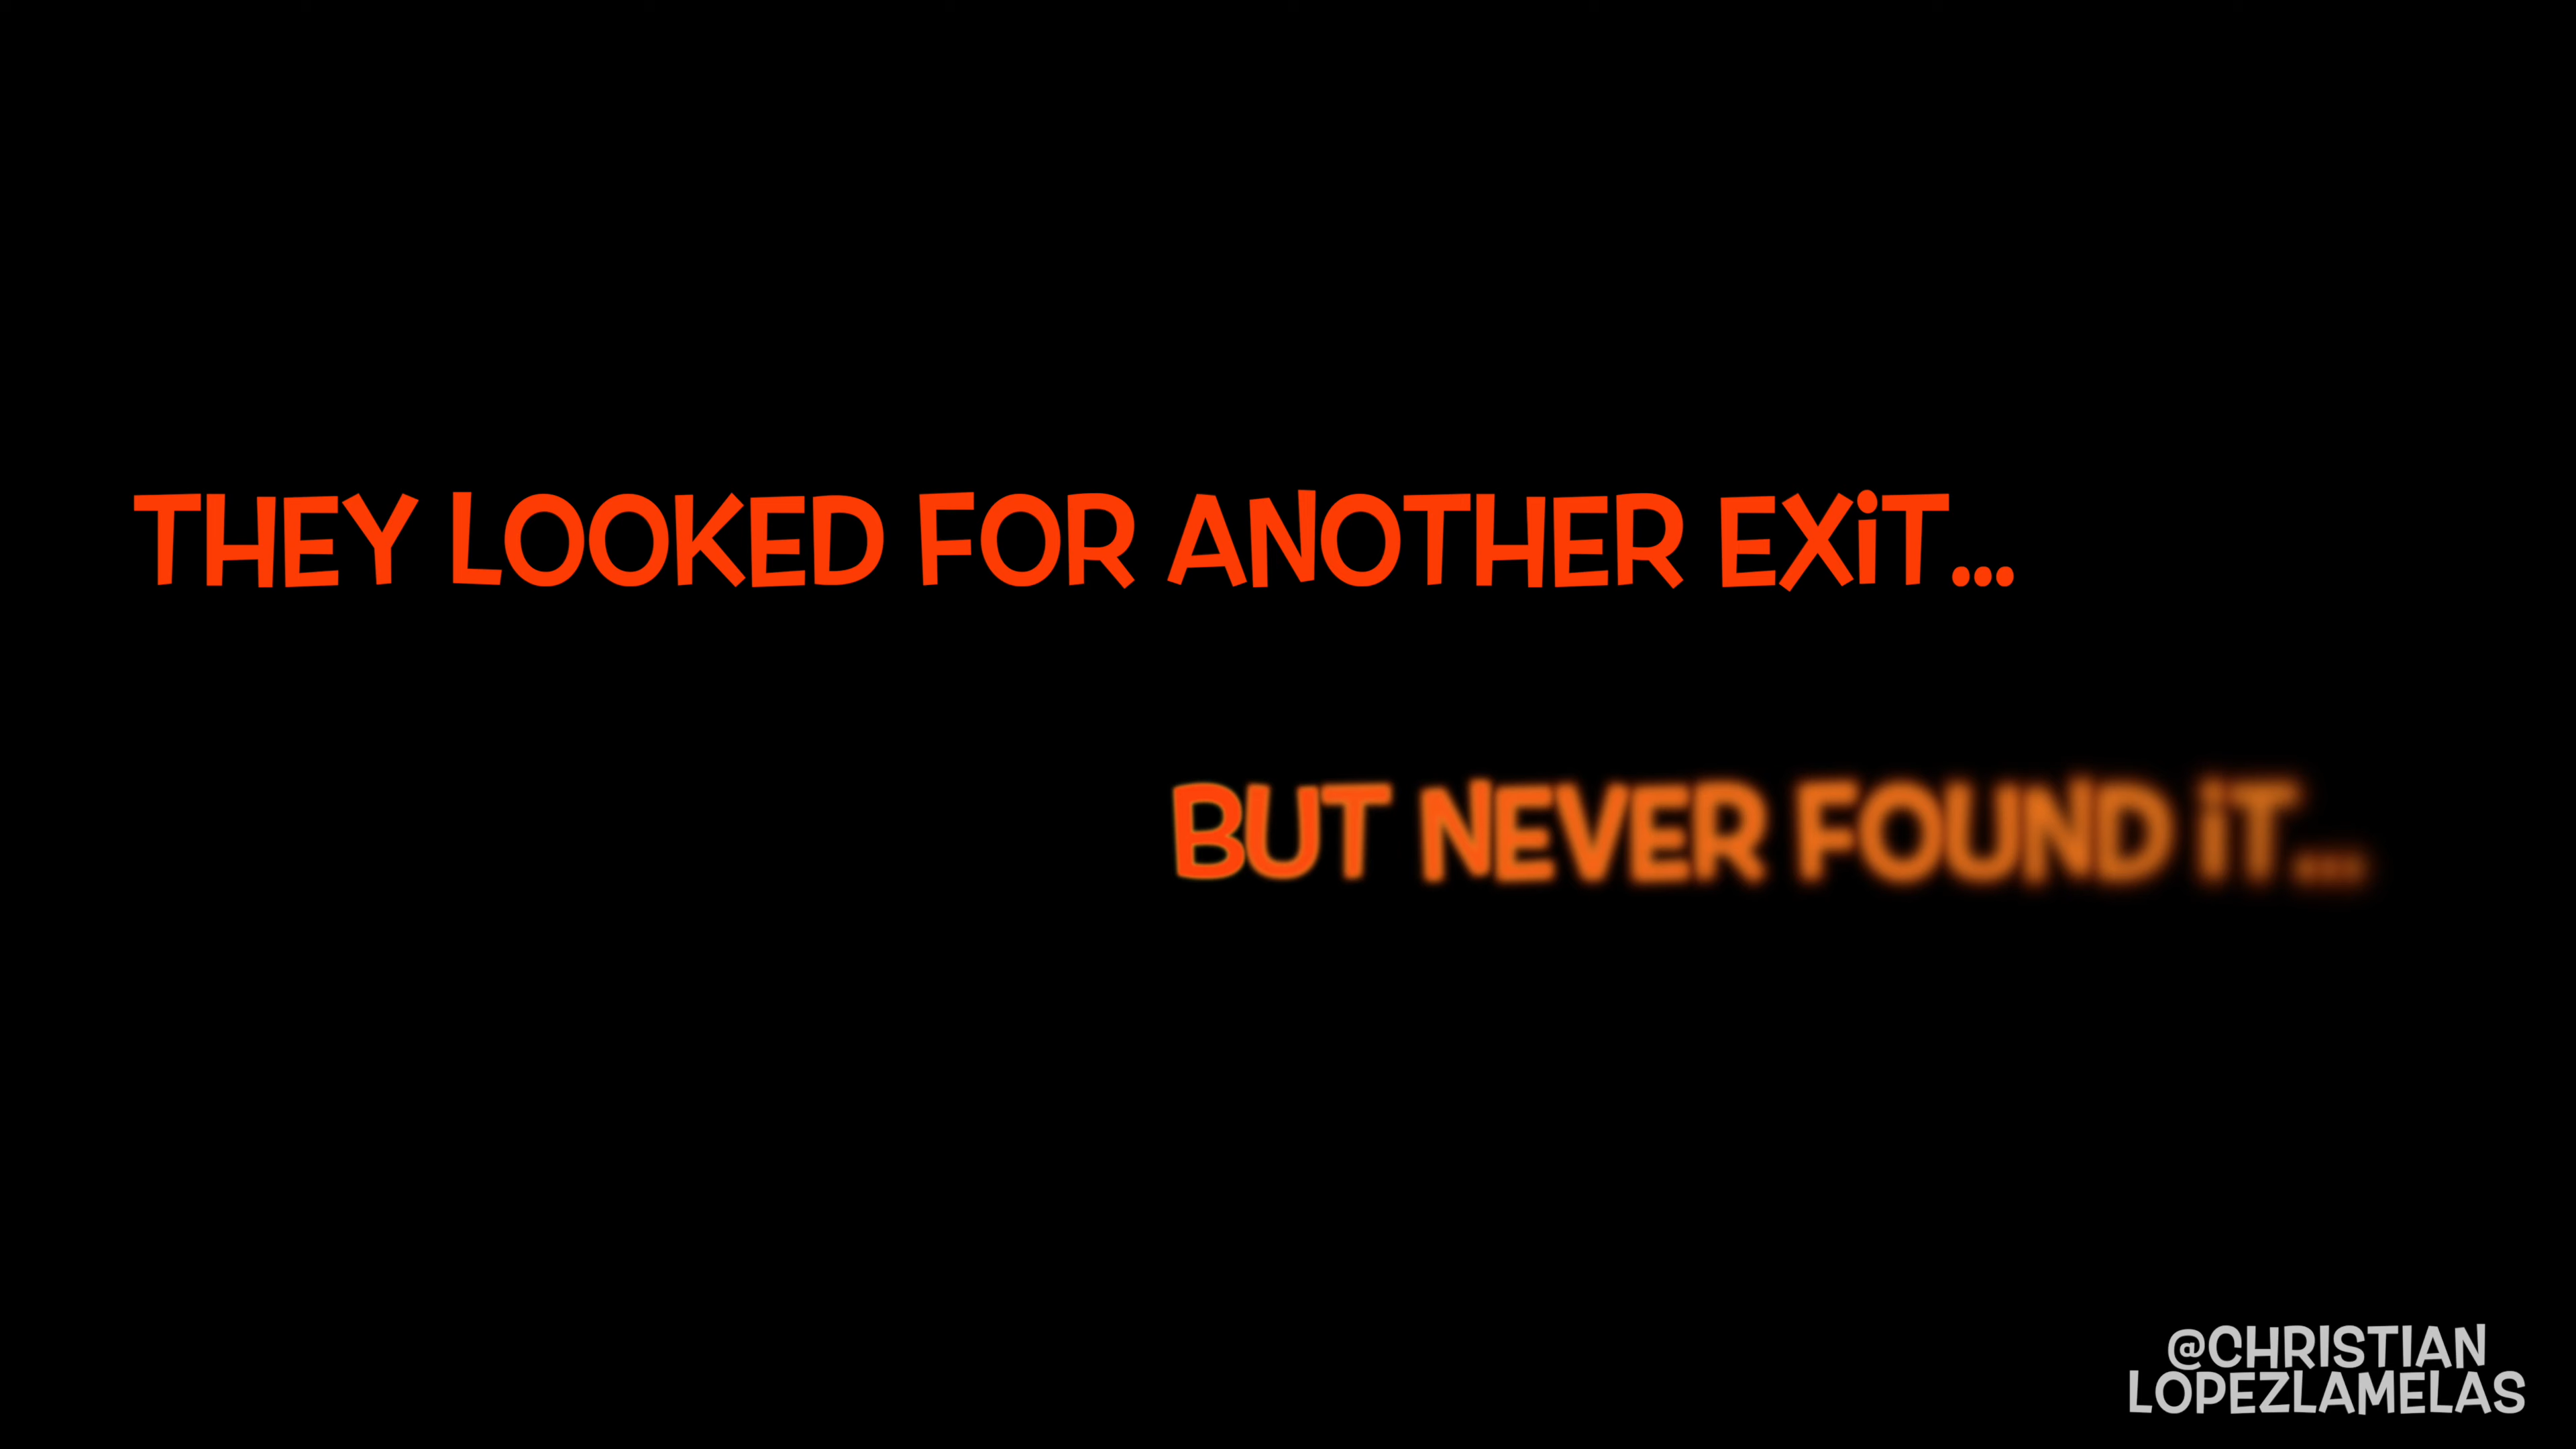 THEY LOOKED FOR ANOTHER EXiT...
BUT NEVER FOUND iT...
@CHRISTIAN
LOPEZLAMELAS